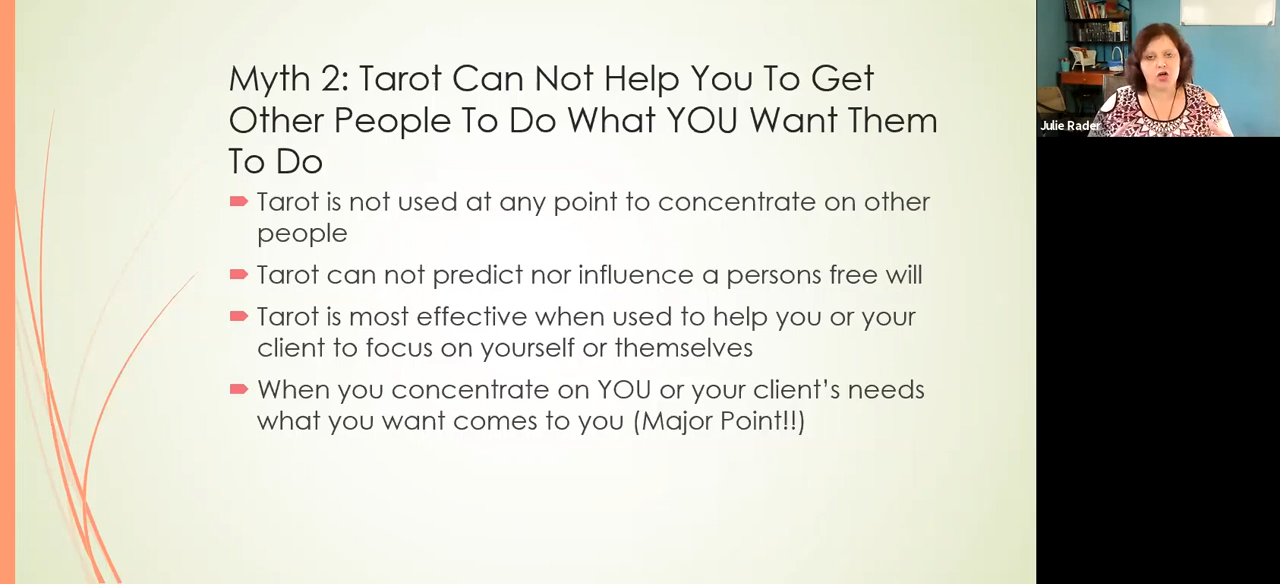 Myth 2: Tarot Can Not Help You To Get
Other People To Do What YOU Want Them
To Do
Tarot is not used at any point to concentrate on other
people
Tarot can not predict nor influence a persons free will
Tarot is most effective when used to help you or your
client to focus on yourself or themselves
When you concentrate on YOU or your client’s needs
what you want comes to you (Major Point!!)
Julie Rader